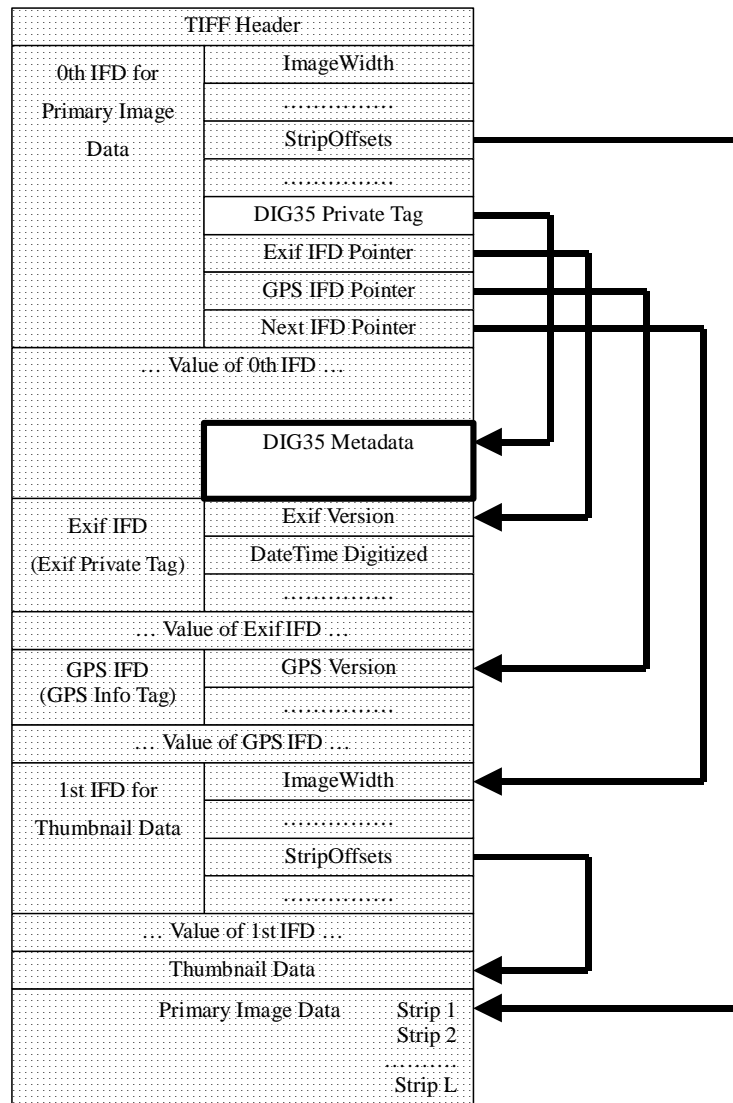 TIFF Header
0th IFD for
Primary Image
Data
ImageWidth
……………
StripOffsets
……………
DIG35 Private Tag
Exif IFD Pointer
GPS IFD Pointer
Next IFD Pointer
… Value of 0th IFD …
DIG35 Metadata
Exif IFD
(Exif Private Tag)
Exif Version
DateTime Digitized
……………
… Value of Exif IFD …
GPS IFD
(GPS Info Tag)
GPS Version
……………
… Value of GPS IFD …
1st IFD for
Thumbnail Data
ImageWidth
……………
StripOffsets
……………
… Value of 1st IFD …
Thumbnail Data
Primary Image Data Strip 1
Strip 2
……….
Strip L